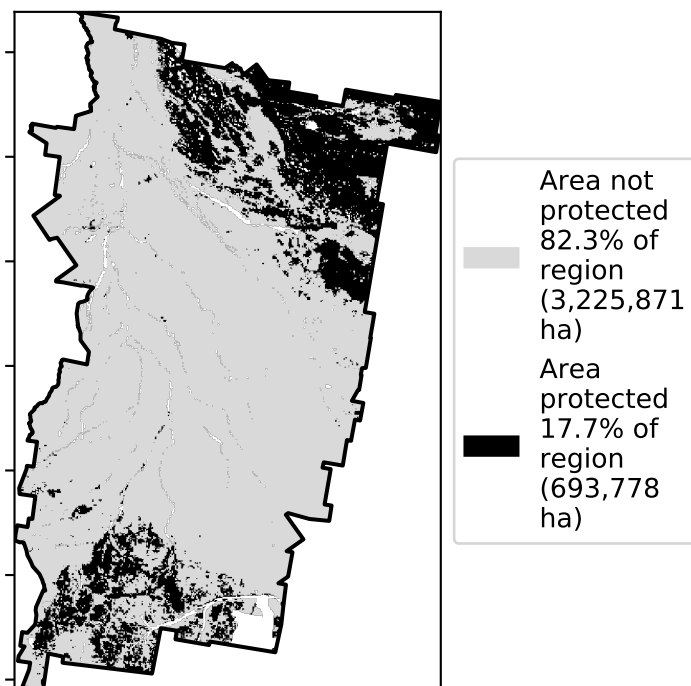 Area not
protected
82.3% of
region
(3,225,871
ha)
Area
protected
17.7% of
region
(693,778
ha)